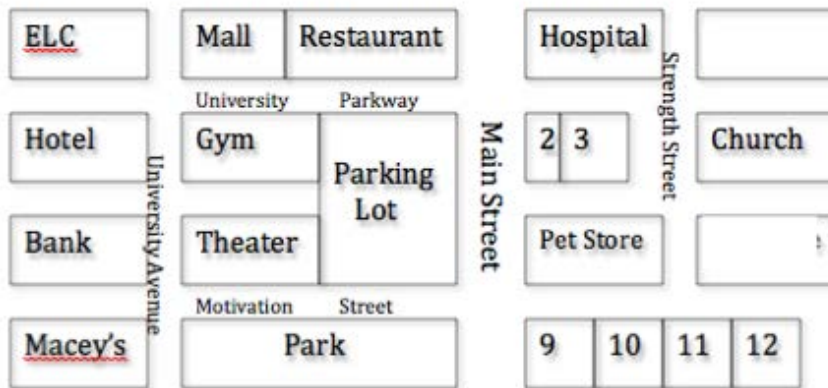 ELC Mall Restaurant Hospital
University Parkway
Strength Street
Hotel Gym Parking Lot 2 3 Church
University Avenue
Main Street
Bank Theater Pet Store
Motivation Street
Macey's Park 9 10 11 12